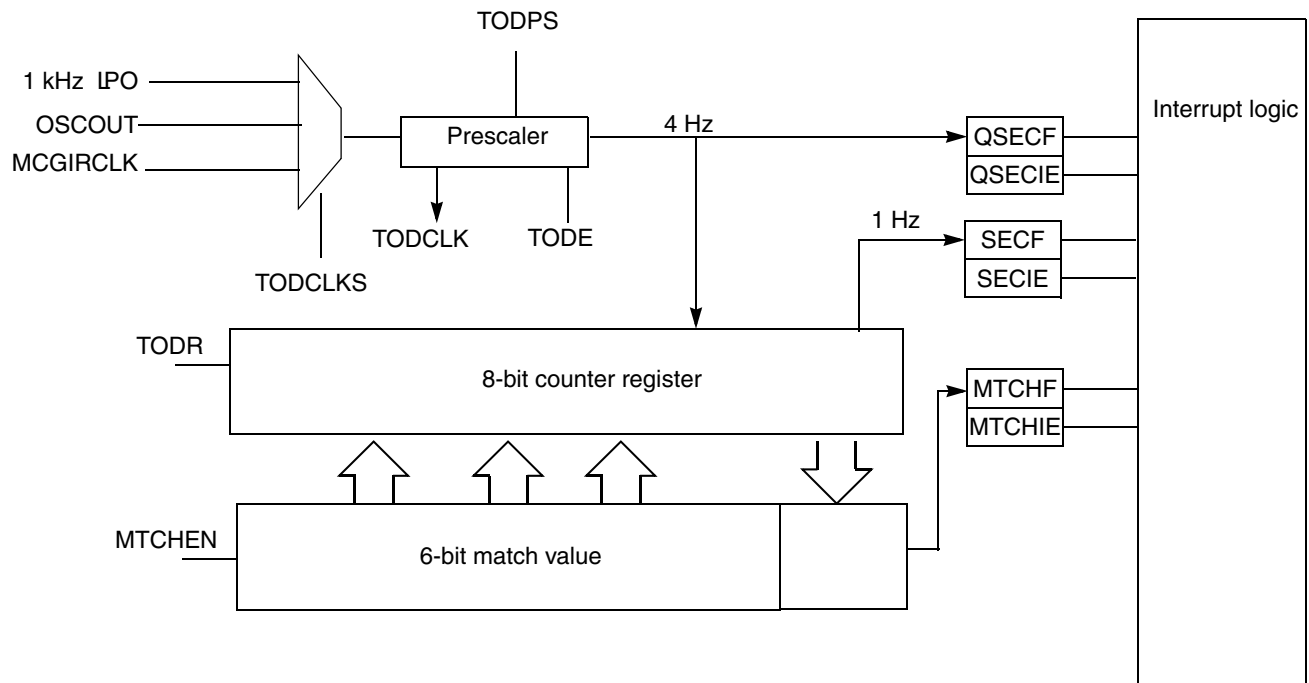 TODPS
1 kHz LPO
OSCOUT
MCGIRCLK
Prescaler
4 Hz
TODCLK
TODE
TODCLKS
QSECF
QSECIE
Interrupt logic
1 Hz
SECF
SECIE
TODR
8-bit counter register
MTCHF
MTCHIE
MTCHEN
6-bit match value